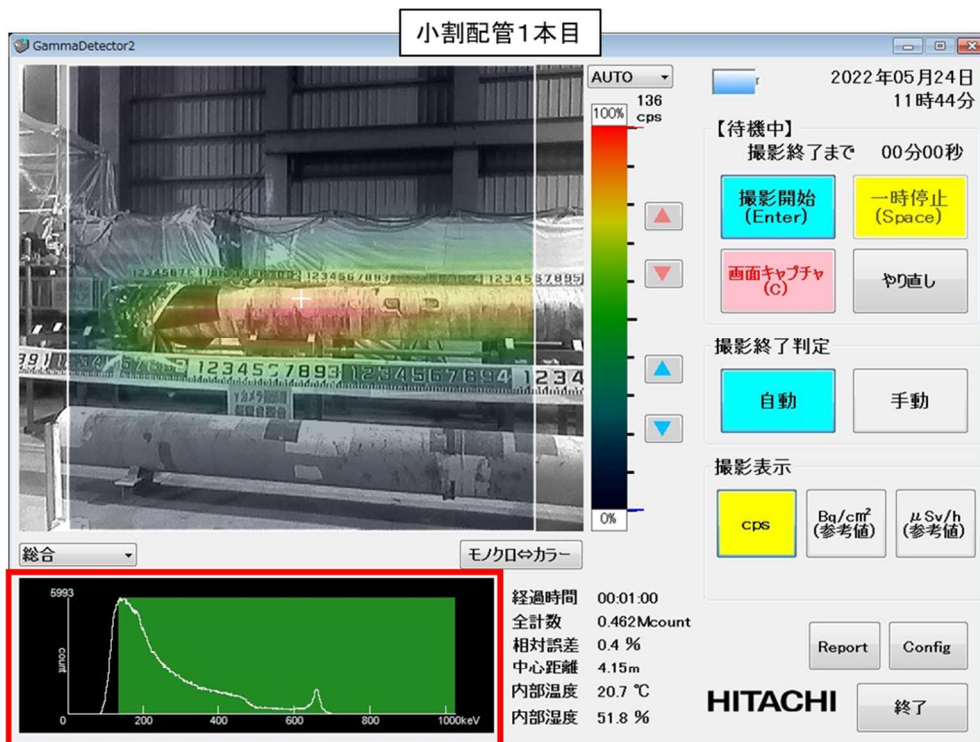 小割配管1本目
GammaDetector2
AUTO
136
cps
100%
0%
2022年05月24日
11時44分
【待機中】
撮影終了まで 00分00秒
撮影開始
(Enter)
一時停止
(Space)
画面キャプチャ
(C)
やり直し
撮影終了判定
自動
手動
撮影表示
cps
Bq/cm²
(参考値)
μSv/h
(参考値)
総合
モノクロ⇔カラー
5993
count
0 200 400 600 800 1000keV
経過時間 00:01:00
全計数 0.462Mcount
相対誤差 0.4 %
中心距離 4.15m
内部温度 20.7 ℃
内部湿度 51.8 %
Report
Config
HITACHI
終了